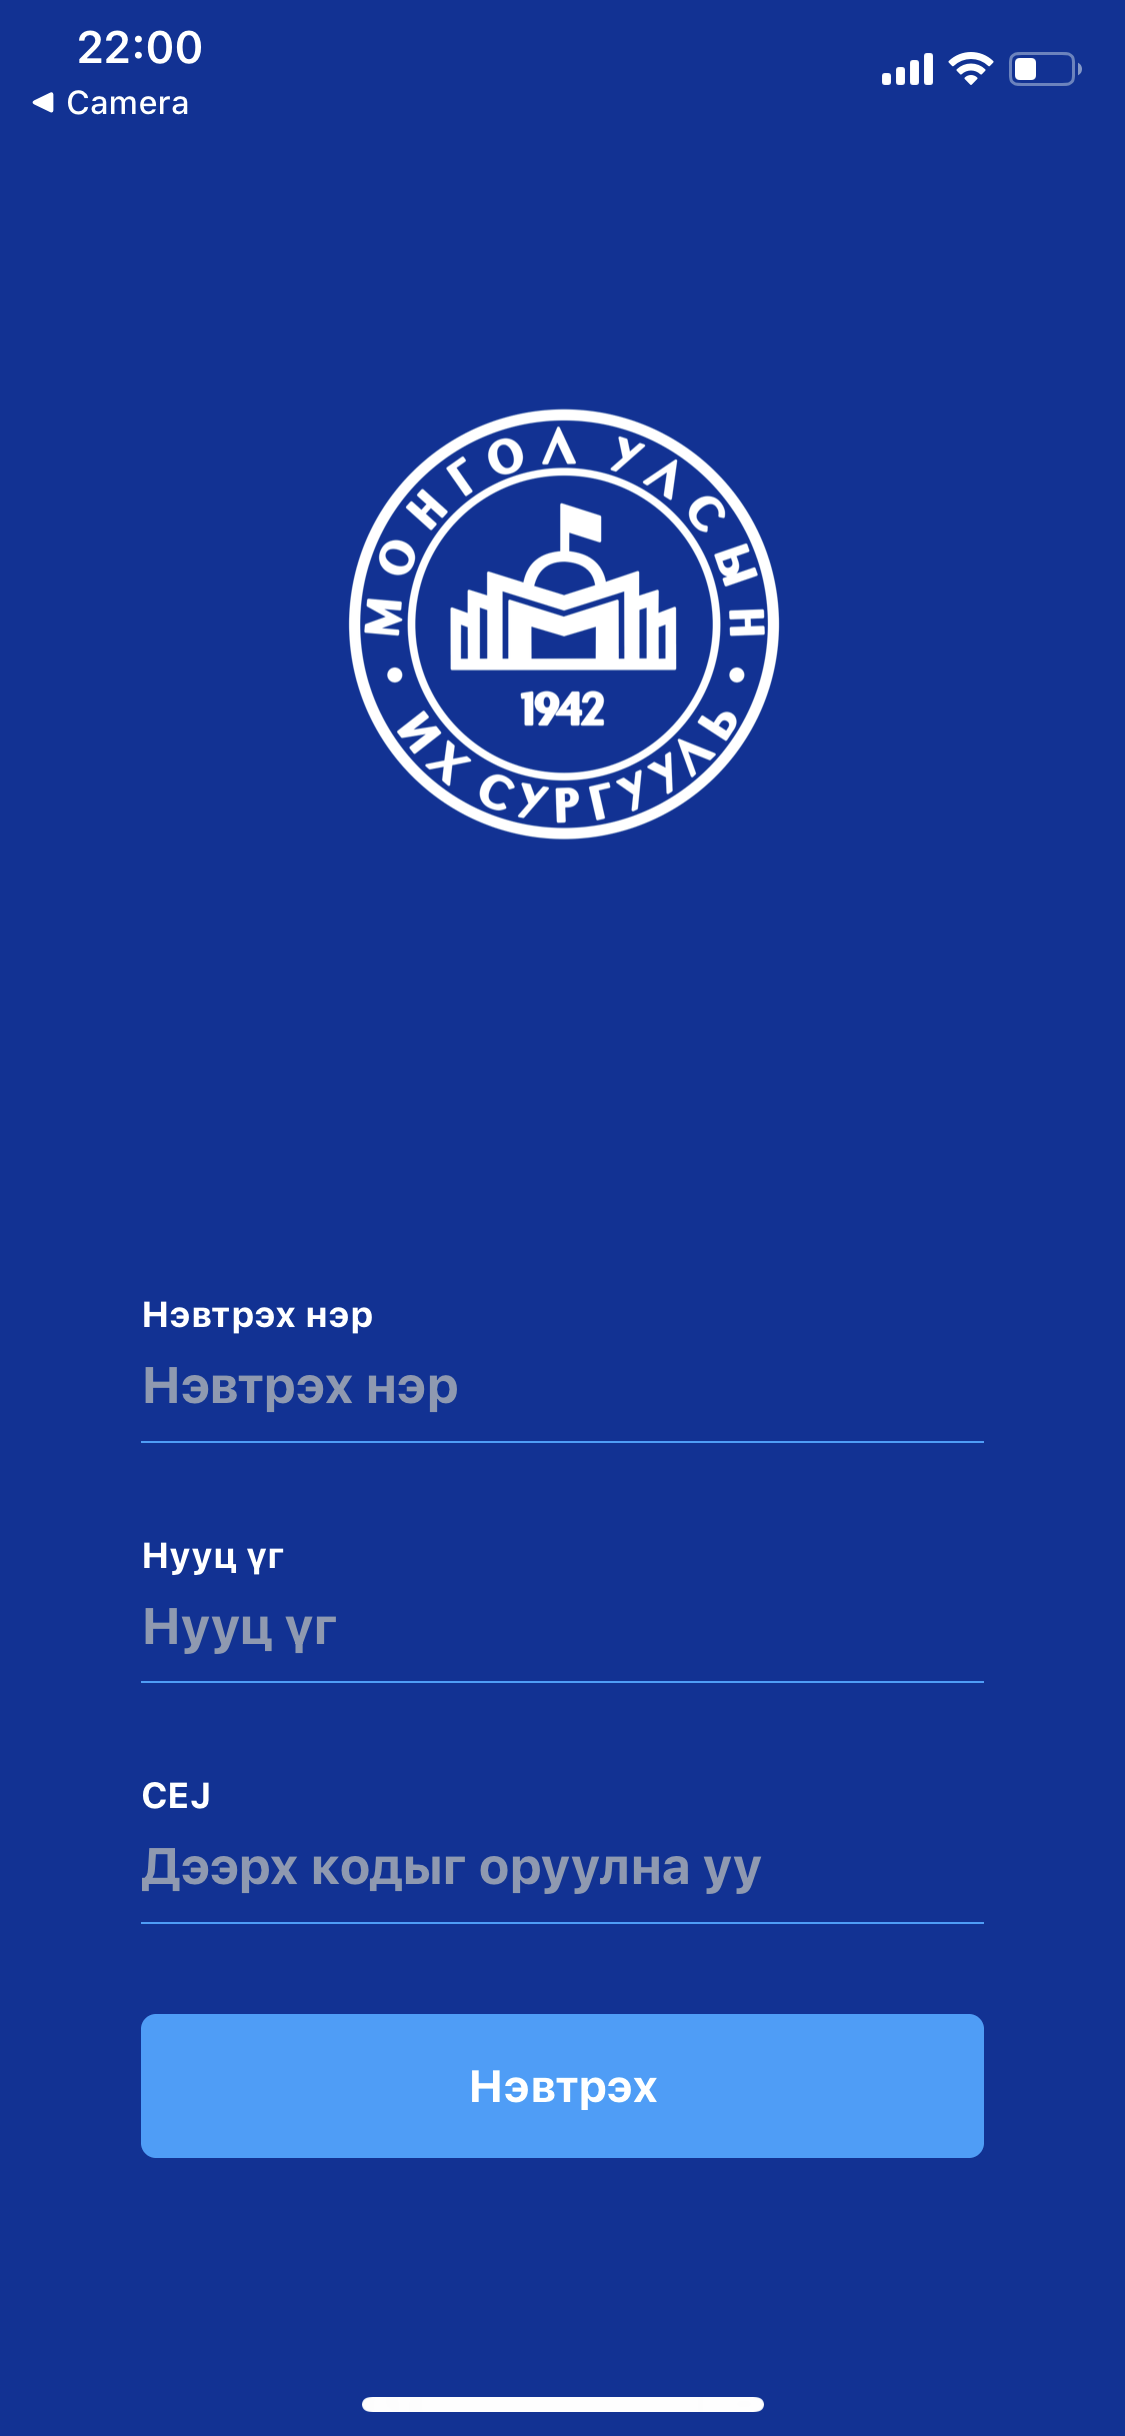 22:00
Camera
МОНГОЛ УЛСЫН
ИХ СУРГУУЛЬ
1942
Нэвтрэх нэр
Нэвтрэх нэр
Нууц үг
Нууц үг
CEJ
Дээрх кодыг оруулна уу
Нэвтрэх